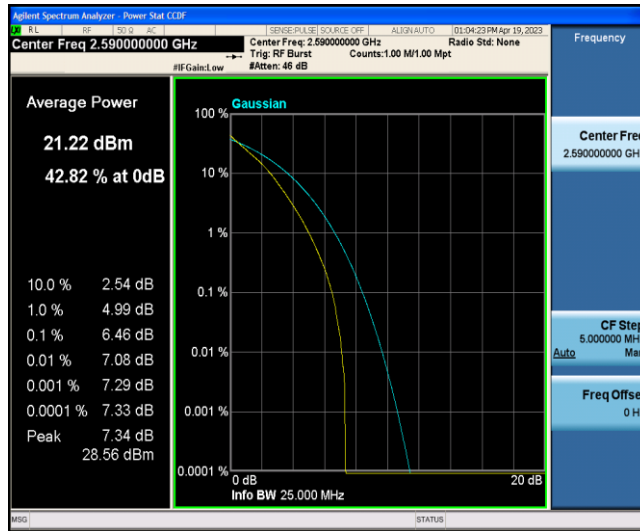 Agilent Spectrum Analyzer - Power Stat CCDF
RL RF 50 Ω AC SENSE:PULSE SOURCE OFF ALIGN AUTO 01:04:23 PM Apr 19, 2023
Center Freq 2.590000000 GHz
Center Freq: 2.590000000 GHz Radio Std: None
Trig: RF Burst Counts:1.00 M/1.00 Mpt
#IFGain:Low #Atten: 46 dB
Frequency
Average Power
21.22 dBm
42.82 % at 0dB
10.0 % 2.54 dB
1.0 % 4.99 dB
0.1 % 6.46 dB
0.01 % 7.08 dB
0.001 % 7.29 dB
0.0001 % 7.33 dB
Peak 7.34 dB
28.56 dBm
Gaussian
100 %
10 %
1 %
0.1 %
0.01 %
0.001 %
0.0001 %
0 dB 20 dB
Info BW 25.000 MHz
Center Freq
2.590000000 GH
CF Step
5.000000 MH
Auto Ma
Freq Offse
0 H
MSG STATUS